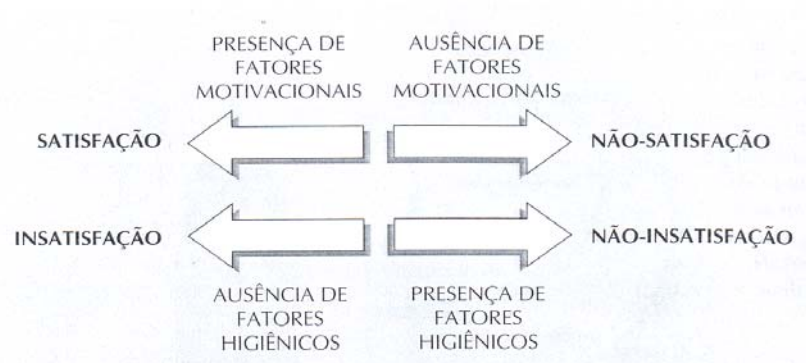 PRESENÇA DE
FATORES
MOTIVACIONAIS
AUSÊNCIA DE
FATORES
MOTIVACIONAIS
SATISFAÇÃO
NÃO-SATISFAÇÃO
INSATISFAÇÃO
NÃO-INSATISFAÇÃO
AUSÊNCIA DE
FATORES
HIGIÊNICOS
PRESENÇA DE
FATORES
HIGIÊNICOS